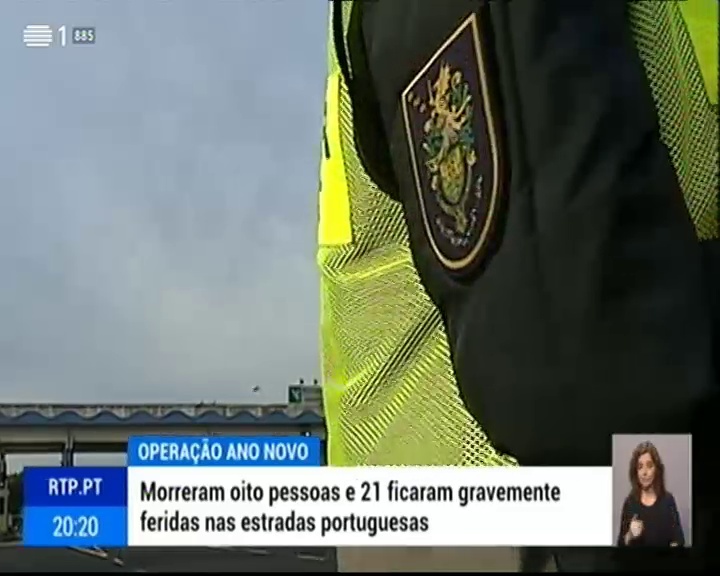 1 885
OPERAÇÃO ANO NOVO
RTP.PT
Morreram oito pessoas e 21 ficaram gravemente
20:20
feridas nas estradas portuguesas